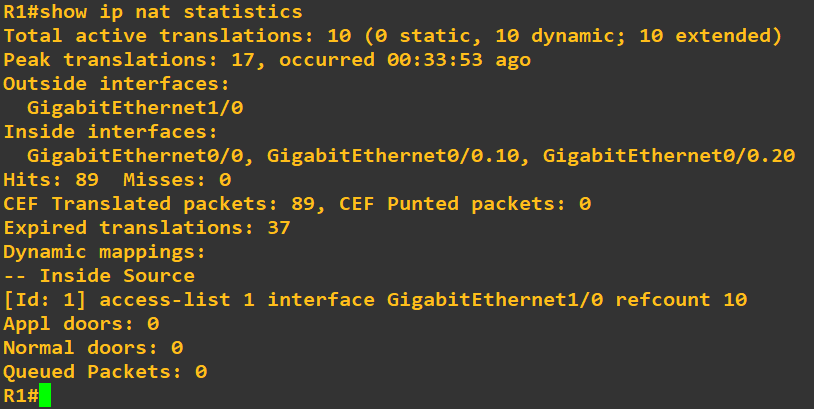 R1#show ip nat statistics
Total active translations: 10 (0 static, 10 dynamic; 10 extended)
Peak translations: 17, occurred 00:33:53 ago
Outside interfaces:
  GigabitEthernet1/0
Inside interfaces:
  GigabitEthernet0/0, GigabitEthernet0/0.10, GigabitEthernet0/0.20
Hits: 89  Misses: 0
CEF Translated packets: 89, CEF Punted packets: 0
Expired translations: 37
Dynamic mappings:
-- Inside Source
[Id: 1] access-list 1 interface GigabitEthernet1/0 refcount 10
Appl doors: 0
Normal doors: 0
Queued Packets: 0
R1#